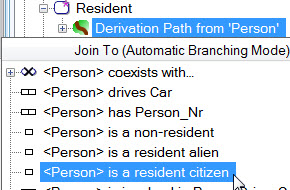 Resident
Derivation Path from 'Person'
Join To (Automatic Branching Mode)
<Person> coexists with...
<Person> drives Car
<Person> has Person_Nr
<Person> is a non-resident
<Person> is a resident alien
<Person> is a resident citizen